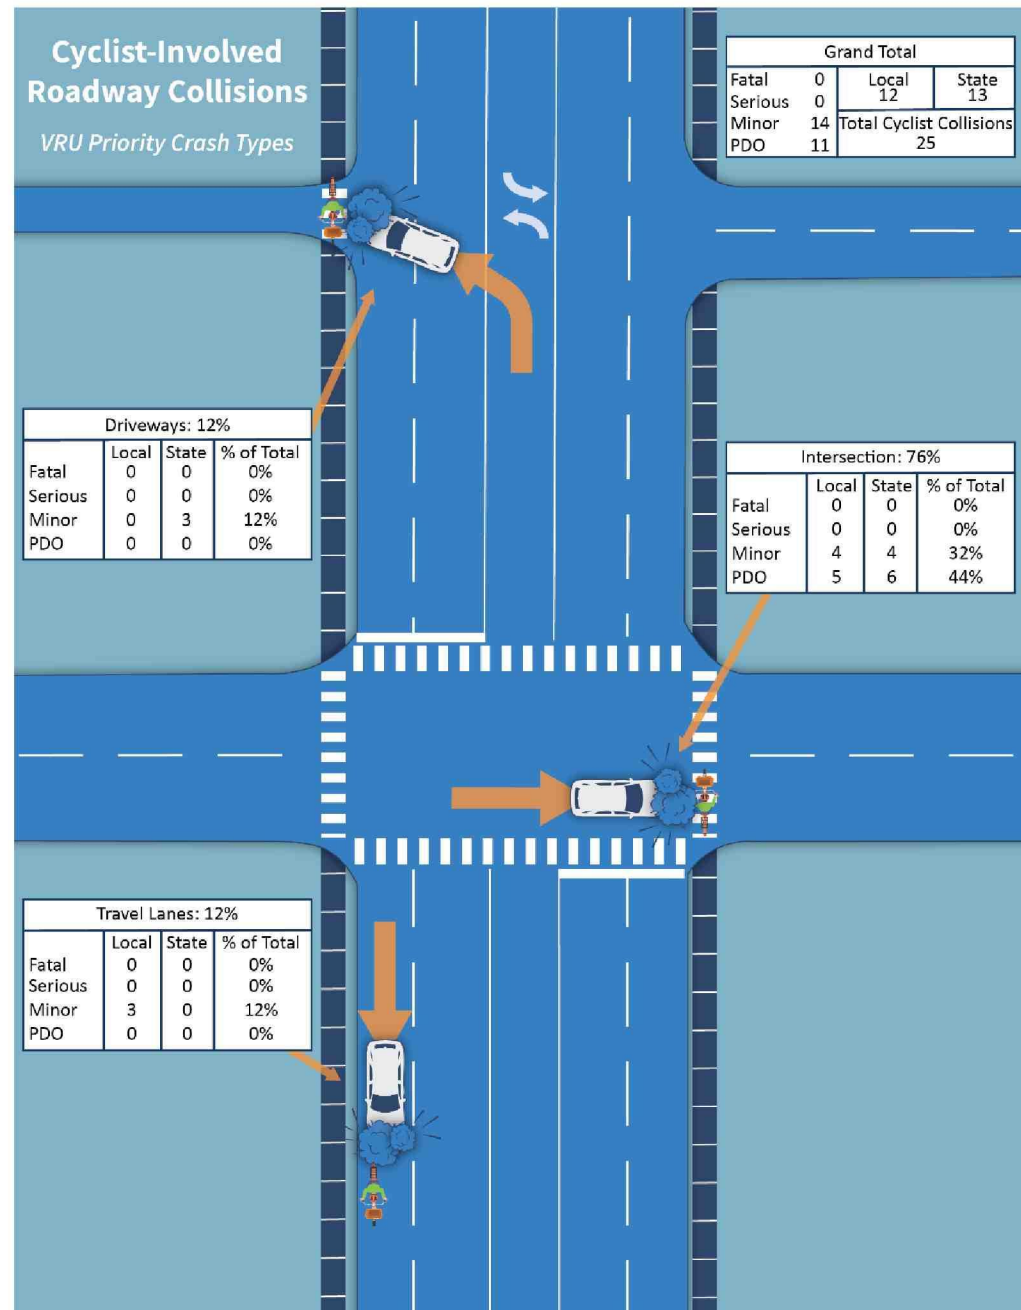 Cyclist-Involved
Roadway Collisions
VRU Priority Crash Types
Grand Total
Fatal 0 Local 12 State 13
Serious 0
Minor 14 Total Cyclist Collisions
PDO 11 25
Driveways: 12%
Local State % of Total
Fatal 0 0 0%
Serious 0 0 0%
Minor 0 3 12%
PDO 0 0 0%
Intersection: 76%
Local State % of Total
Fatal 0 0 0%
Serious 0 0 0%
Minor 4 4 32%
PDO 5 6 44%
Travel Lanes: 12%
Local State % of Total
Fatal 0 0 0%
Serious 0 0 0%
Minor 3 0 12%
PDO 0 0 0%